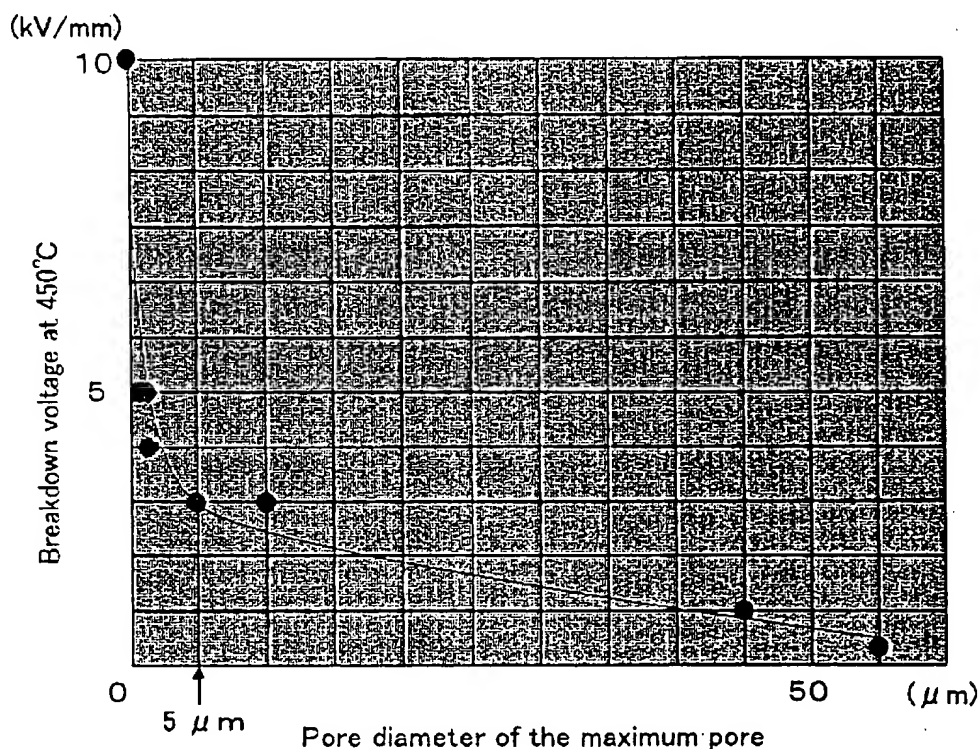 (kV/mm)
10
5
Breakdown voltage at 450°C
0
50
(μm)
5 μm
Pore diameter of the maximum pore